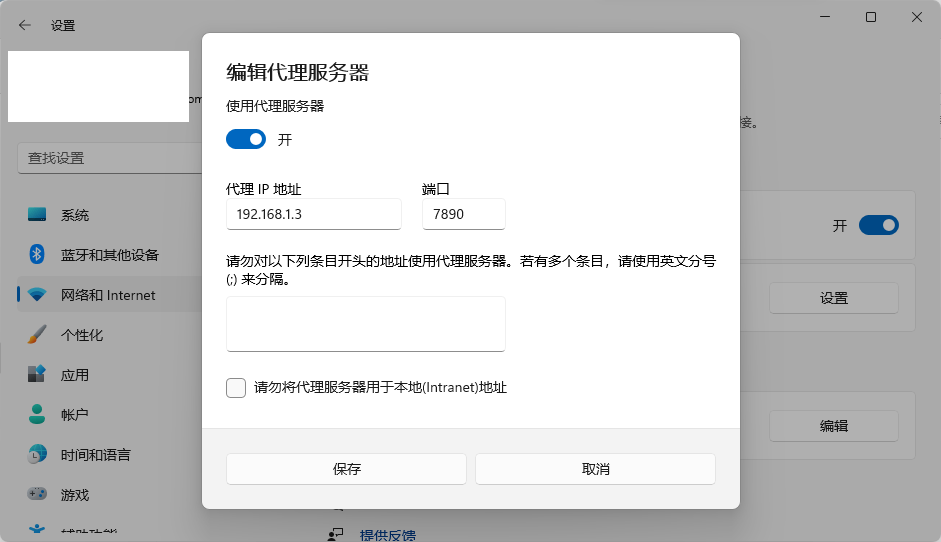 设置
om
查找设置
系统
蓝牙和其他设备
网络和 Internet
个性化
应用
帐户
时间和语言
游戏
辅助功能
编辑代理服务器
使用代理服务器
开
代理 IP 地址
端口
192.168.1.3
7890
请勿对以下列条目开头的地址使用代理服务器。若有多个条目，请使用英文分号
(;) 来分隔。
请勿将代理服务器用于本地(Intranet)地址
保存
取消
接。
开
设置
编辑
提供反馈